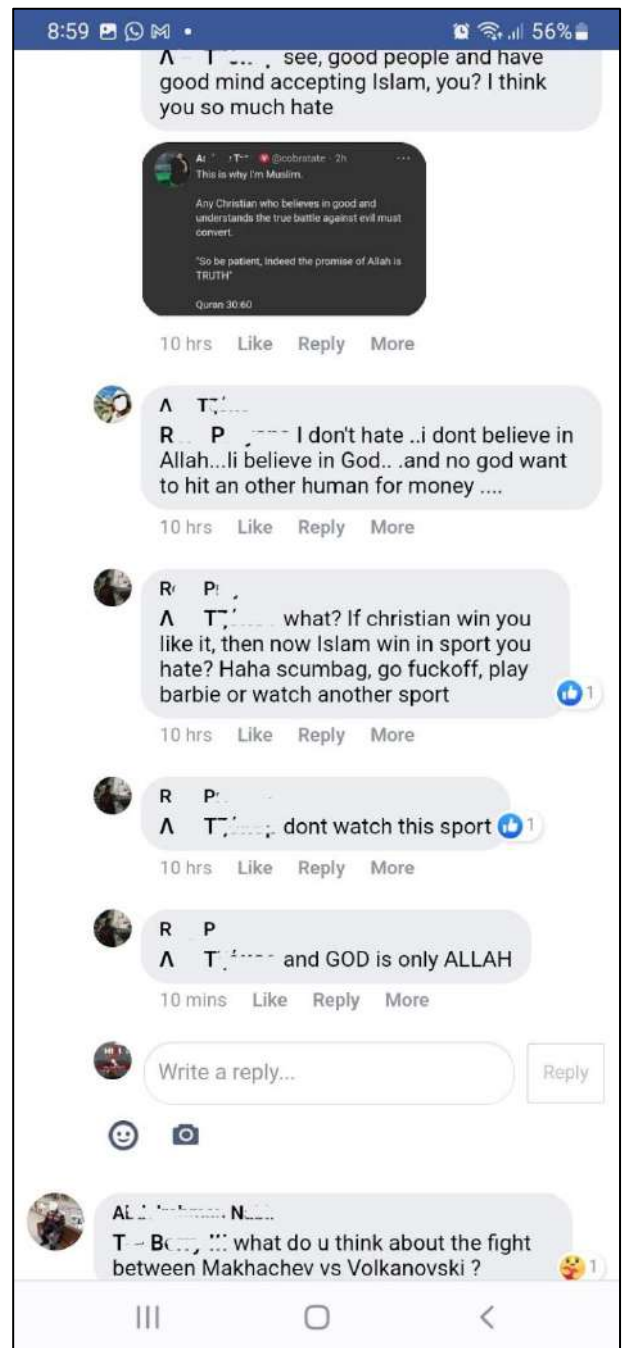 8:59 56%
see, good people and have
good mind accepting Islam, you? I think
you so much hate
@cobratate · 2h
This is why I'm Muslim.
Any Christian who believes in good and
understands the true battle against evil must
convert.
"So be patient, Indeed the promise of Allah is
TRUTH"
Quran 30:60
10 hrs Like Reply More
R P I don't hate ..i dont believe in
Allah...li believe in God.. .and no god want
to hit an other human for money ....
10 hrs Like Reply More
what? If christian win you
like it, then now Islam win in sport you
hate? Haha scumbag, go fuckoff, play
barbie or watch another sport
1
10 hrs Like Reply More
dont watch this sport 1
10 hrs Like Reply More
R P
and GOD is only ALLAH
10 mins Like Reply More
Write a reply... Reply
what do u think about the fight
between Makhachev vs Volkanovski ? 1